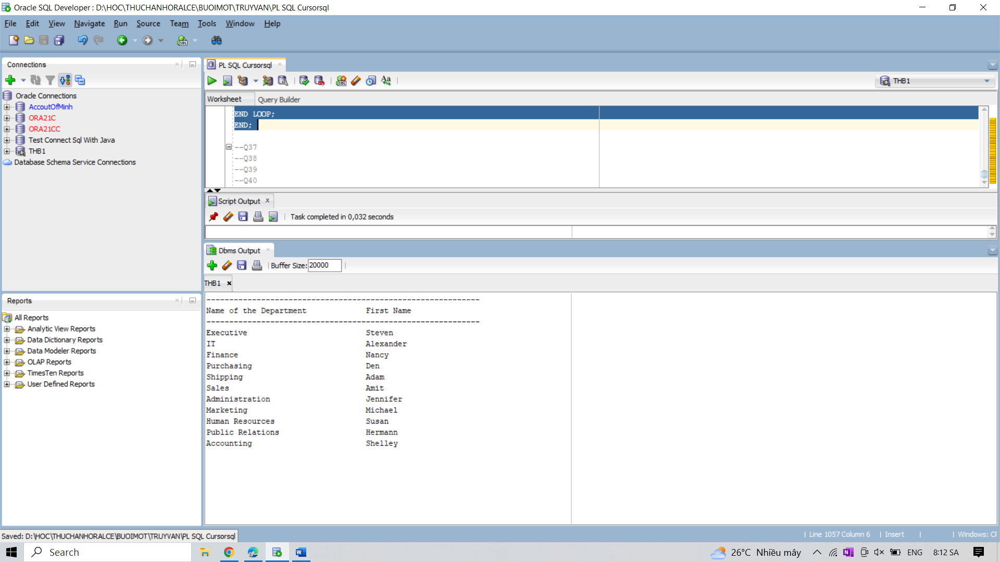 Oracle SQL Developer : D:\HOC\THUCHANHORALCE\BUOIMOT\TRUYVAN\PL SQL Cursorsql
File Edit View Navigate Run Source Team Tools Window Help
Connections
Oracle Connections
AccoutOfMinh
ORA21C
ORA21CC
Test Connect Sql With Java
THB1
Database Schema Service Connections
Reports
All Reports
Analytic View Reports
Data Dictionary Reports
Data Modeler Reports
OLAP Reports
TimesTen Reports
User Defined Reports
PL SQL Cursorsql
THB1
Worksheet Query Builder
END LOOP;
END;
--Q37
--Q38
--Q39
--Q40
Script Output
Task completed in 0,032 seconds
Dbms Output
Buffer Size: 20000
THB1
------------------------------------------------------------
Name of the Department First Name
------------------------------------------------------------
Executive Steven
IT Alexander
Finance Nancy
Purchasing Den
Shipping Adam
Sales Amit
Administration Jennifer
Marketing Michael
Human Resources Susan
Public Relations Hermann
Accounting Shelley
Saved: D:\HOC\THUCHANHORALCE\BUOIMOT\TRUYVAN\PL SQL Cursorsql
Line 1057 Column 6 Insert Windows: CF
Search
26°C Nhiều mây ENG 8:12 SA